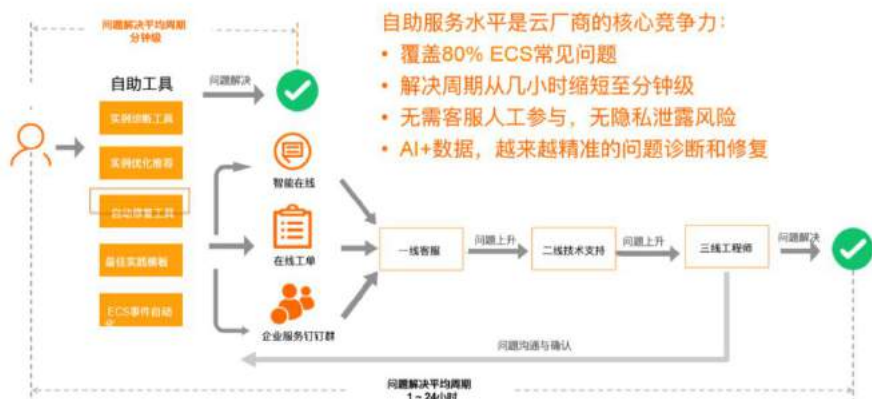 问题解决平均周期
分钟级
自助工具
问题解决
实例诊断工具
实例优化推荐
自动修复工具
最佳实践模板
ECS事件自动
化
智能在线
在线工单
企业服务钉钉群
自助服务水平是云厂商的核心竞争力:
• 覆盖80% ECS常见问题
• 解决周期从几小时缩短至分钟级
• 无需客服人工参与，无隐私泄露风险
• AI+数据，越来越精准的问题诊断和修复
一线客服
问题上升
二线技术支持
问题上升
三线工程师
问题解决
问题沟通与确认
问题解决平均周期
1 ~ 24小时